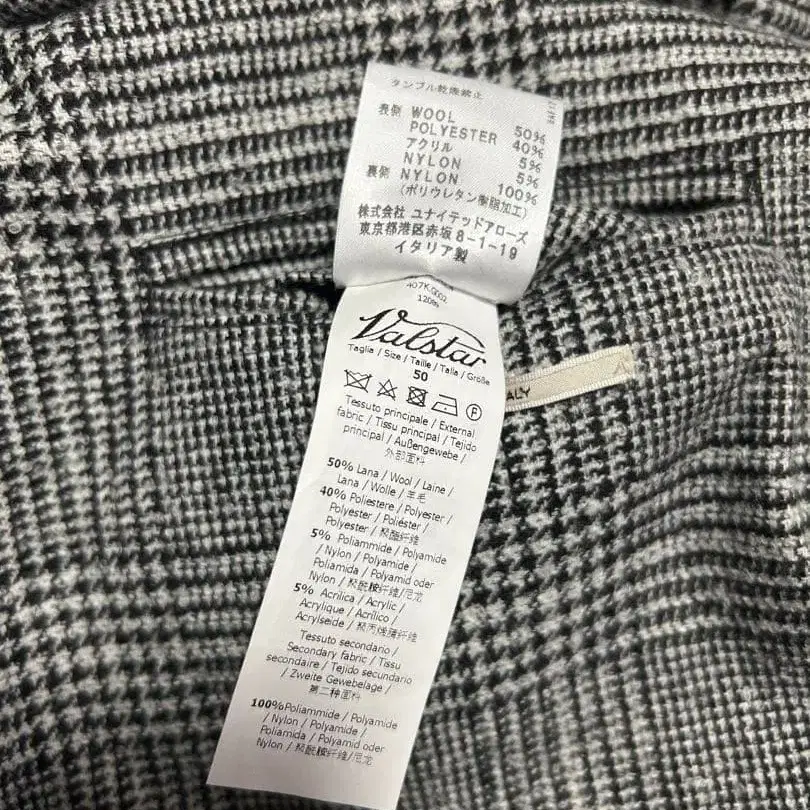 タンブル乾燥禁止
表側 WOOL 50%
POLYESTER 40%
アクリル 5%
NYLON 5%
裏側 NYLON 100%
(ポリウレタン樹脂加工)
株式会社 ユナイテッドアローズ
東京都港区赤坂 8-1-19
イタリア製
Valstar
Taglia / Size / Taille / Talla / Größe
50
P
Tessuto principale / External
fabric / Tissu principal / Tejido
principal / Außengewebe /
外部面料
50% Lana / Wool / Laine /
Lana / Wolle / 羊毛
40% Poliestere / Polyester /
Polyester / Poliéster /
Polyester / 聚酯纤维
5% Poliammide / Polyamide
/ Nylon / Polyamide /
Poliamida / Polyamid oder
Nylon / 聚酰胺纤维/尼龙
5% Acrilica / Acrylic /
Acrylique / Acrílico /
Acrylseide / 聚丙烯腈纤维
Tessuto secondario /
Secondary fabric / Tissu
secondaire / Tejido secundario
/ Zweite Gewebelage /
第二种面料
100% Poliammide / Polyamide
/ Nylon / Polyamide /
Poliamida / Polyamid oder
Nylon / 聚酰胺纤维/尼龙
ALY